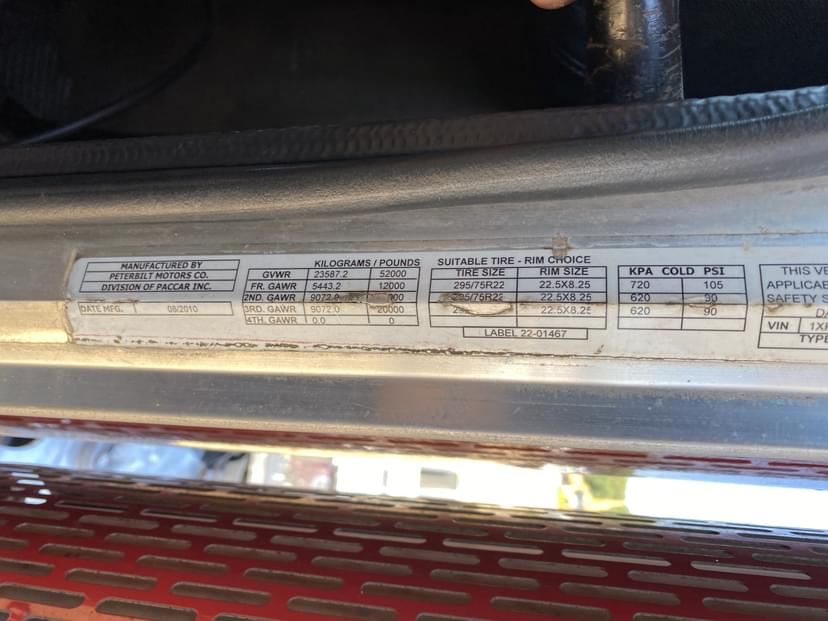 MANUFACTURED BY
PETERBILT MOTORS CO.
DIVISION OF PACCAR INC.
DATE MFG. 08/2010
KILOGRAMS / POUNDS
GVWR 23587.2 52000
FR. GAWR 5443.2 12000
2ND. GAWR 9072.0
3RD. GAWR 9072.0 20000
4TH. GAWR 0.0 0
SUITABLE TIRE - RIM CHOICE
TIRE SIZE RIM SIZE
295/75R22 22.5X8.25
295/75R22 22.5X8.25
22.5X8.25
LABEL 22-01467
KPA COLD PSI
720 105
620 90
620 90
THIS VE
APPLICAB
SAFETY S
DA
VIN 1X
TYPE